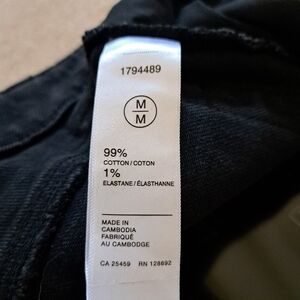 1794489
M
M
99%
COTTON/COTON
1%
ELASTANE/ÉLASTHANNE
MADE IN
CAMBODIA
FABRIQUÉ
AU CAMBODGE
CA 25459 RN 128692